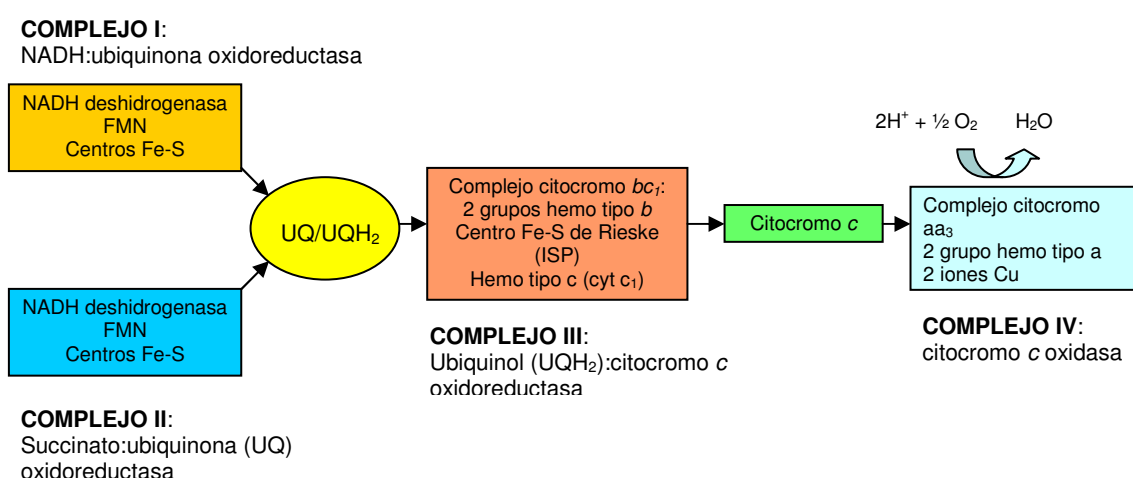 COMPLEJO I:
NADH:ubiquinona oxidoreductasa
NADH deshidrogenasa
FMN
Centros Fe-S
UQ/UQH₂
NADH deshidrogenasa
FMN
Centros Fe-S
COMPLEJO II:
Succinato:ubiquinona (UQ)
oxidoreductasa
Complejo citocromo bc₁:
2 grupos hemo tipo b
Centro Fe-S de Rieske
(ISP)
Hemo tipo c (cyt c₁)
COMPLEJO III:
Ubiquinol (UQH₂):citocromo c
oxidoreductasa
Citocromo c
2H⁺ + ½ O₂ H₂O
Complejo citocromo
aa₃
2 grupo hemo tipo a
2 iones Cu
COMPLEJO IV:
citocromo c oxidasa